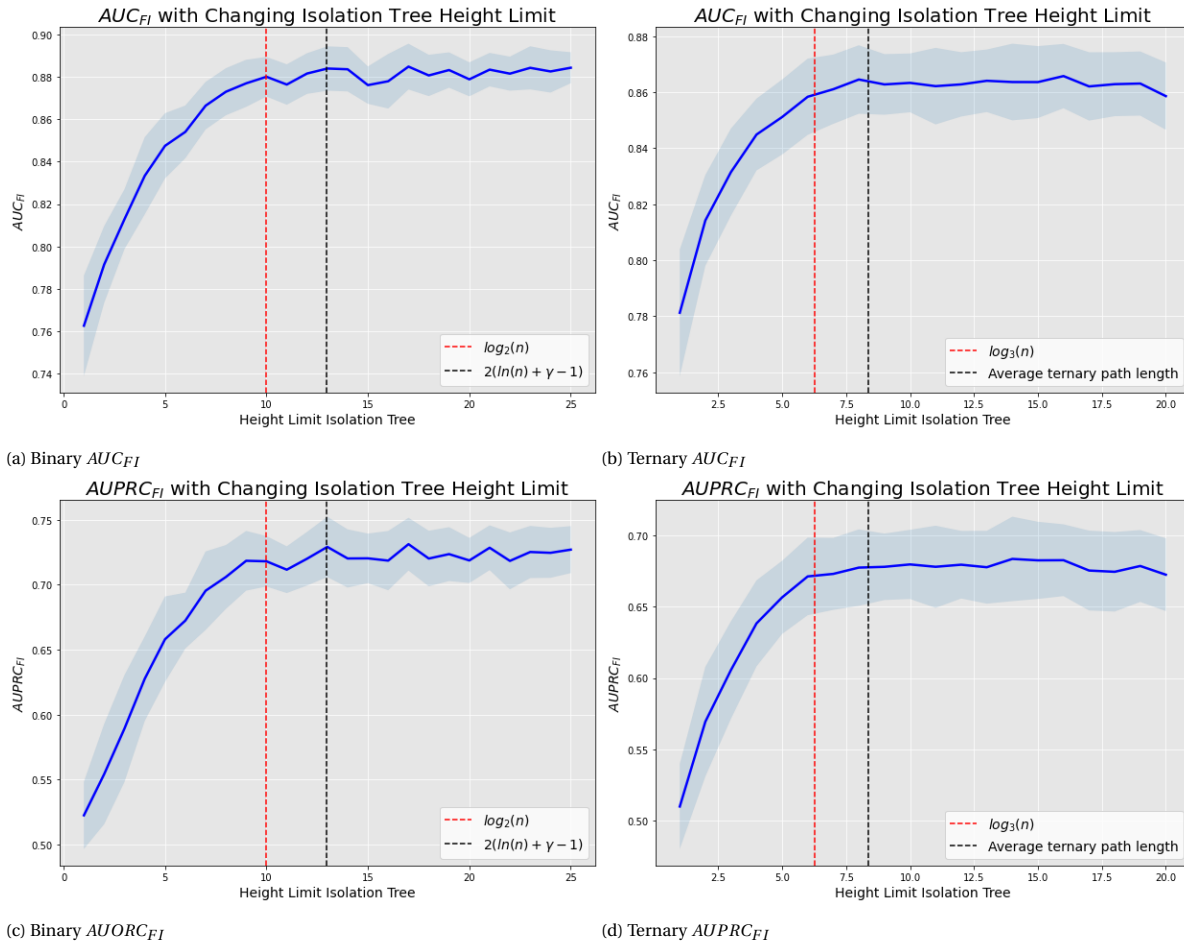 AUC_FI with Changing Isolation Tree Height Limit
0.90
0.88
0.86
0.84
0.82
0.80
0.78
0.76
0.74
AUC_FI
0
5
10
15
20
25
Height Limit Isolation Tree
log₂(n)
2(ln(n) + γ − 1)
(a) Binary AUC_FI
AUC_FI with Changing Isolation Tree Height Limit
0.88
0.86
0.84
0.82
0.80
0.78
0.76
AUC_FI
2.5
5.0
7.5
10.0
12.5
15.0
17.5
20.0
Height Limit Isolation Tree
log₃(n)
Average ternary path length
(b) Ternary AUC_FI
AUPRC_FI with Changing Isolation Tree Height Limit
0.75
0.70
0.65
0.60
0.55
0.50
AUPRC_FI
0
5
10
15
20
25
Height Limit Isolation Tree
log₂(n)
2(ln(n) + γ − 1)
(c) Binary AUORC_FI
AUPRC_FI with Changing Isolation Tree Height Limit
0.70
0.65
0.60
0.55
0.50
AUPRC_FI
2.5
5.0
7.5
10.0
12.5
15.0
17.5
20.0
Height Limit Isolation Tree
log₃(n)
Average ternary path length
(d) Ternary AUPRC_FI